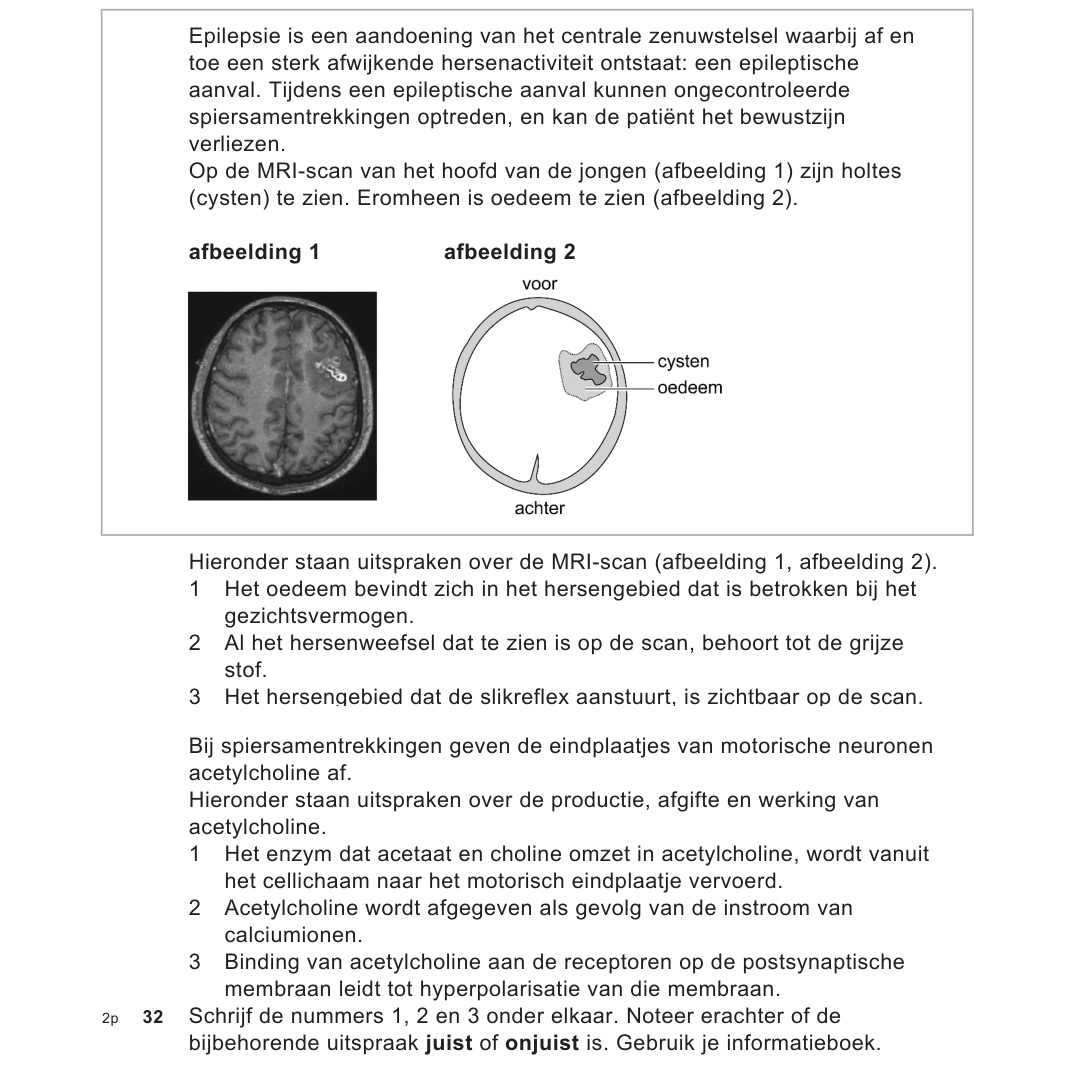 Epilepsie is een aandoening van het centrale zenuwstelsel waarbij af en
toe een sterk afwijkende hersenactiviteit ontstaat: een epileptische
aanval. Tijdens een epileptische aanval kunnen ongecontroleerde
spiersamentrekkingen optreden, en kan de patiënt het bewustzijn
verliezen.
Op de MRI-scan van het hoofd van de jongen (afbeelding 1) zijn holtes
(cysten) te zien. Eromheen is oedeem te zien (afbeelding 2).
afbeelding 1 afbeelding 2
voor
cysten
oedeem
achter
Hieronder staan uitspraken over de MRI-scan (afbeelding 1, afbeelding 2).
1 Het oedeem bevindt zich in het hersengebied dat is betrokken bij het
gezichtsvermogen.
2 Al het hersenweefsel dat te zien is op de scan, behoort tot de grijze
stof.
3 Het hersengebied dat de slikreflex aanstuurt, is zichtbaar op de scan.
Bij spiersamentrekkingen geven de eindplaatjes van motorische neuronen
acetylcholine af.
Hieronder staan uitspraken over de productie, afgifte en werking van
acetylcholine.
1 Het enzym dat acetaat en choline omzet in acetylcholine, wordt vanuit
het cellichaam naar het motorisch eindplaatje vervoerd.
2 Acetylcholine wordt afgegeven als gevolg van de instroom van
calciumionen.
3 Binding van acetylcholine aan de receptoren op de postsynaptische
membraan leidt tot hyperpolarisatie van die membraan.
2p 32 Schrijf de nummers 1, 2 en 3 onder elkaar. Noteer erachter of de
bijbehorende uitspraak juist of onjuist is. Gebruik je informatieboek.